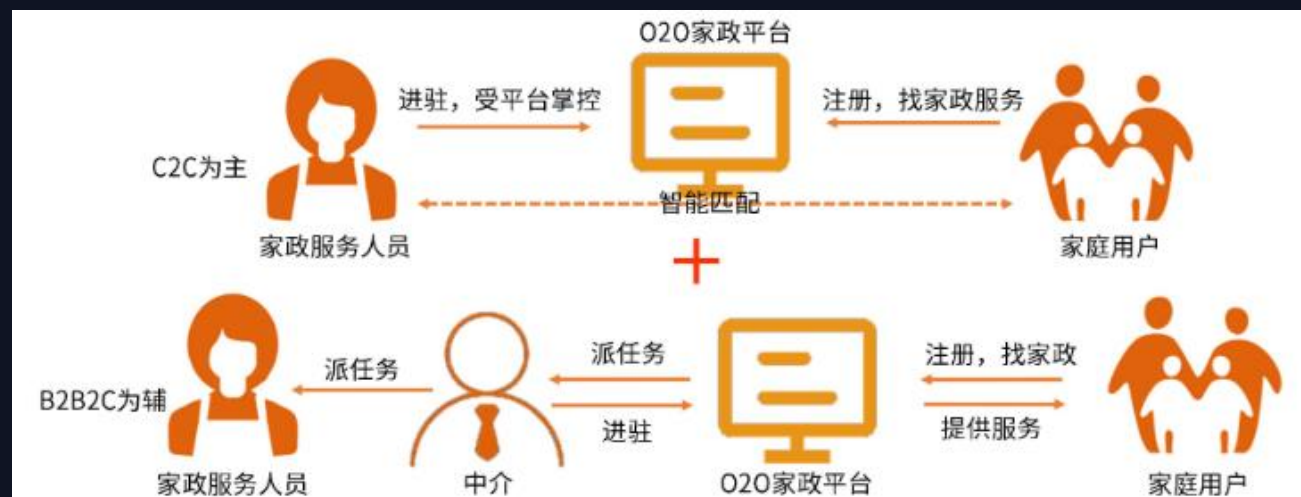 O2O家政平台
进驻，受平台掌控
注册，找家政服务
C2C为主
智能匹配
家政服务人员
家庭用户
派任务
派任务
注册，找家政
B2B2C为辅
进驻
提供服务
家政服务人员
中介
O2O家政平台
家庭用户